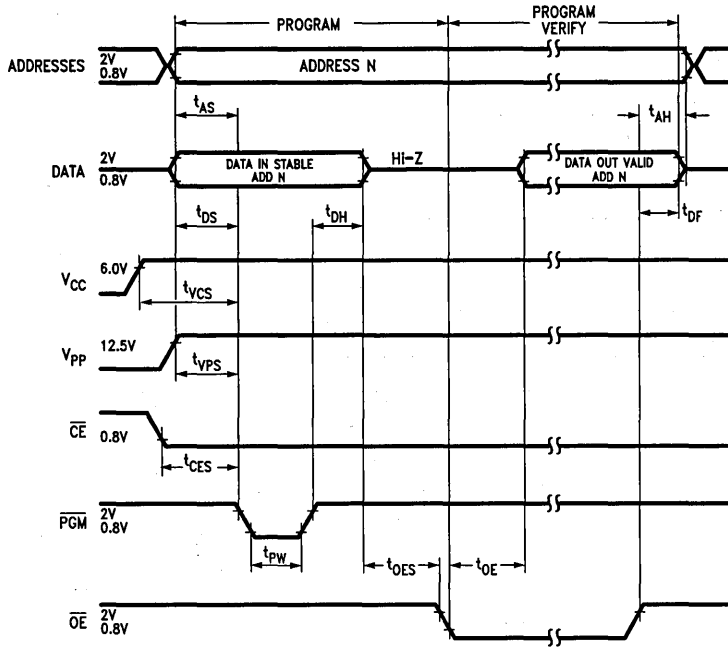 PROGRAM
PROGRAM
VERIFY
ADDRESSES
2V
0.8V
ADDRESS N
tAS
tAH
DATA
2V
0.8V
DATA IN STABLE
ADD N
Hi-Z
DATA OUT VALID
ADD N
tDS
tDH
tDF
VCC
6.0V
tVCS
VPP
12.5V
tVPS
CE
0.8V
tCES
PGM
2V
0.8V
tPW
tOES
tOE
OE
2V
0.8V